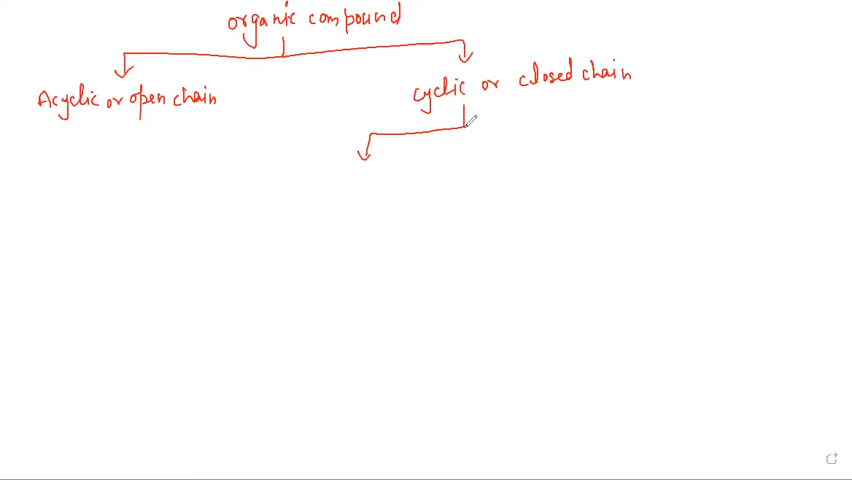 organic compound
Acyclic or open chain
cyclic or closed chain